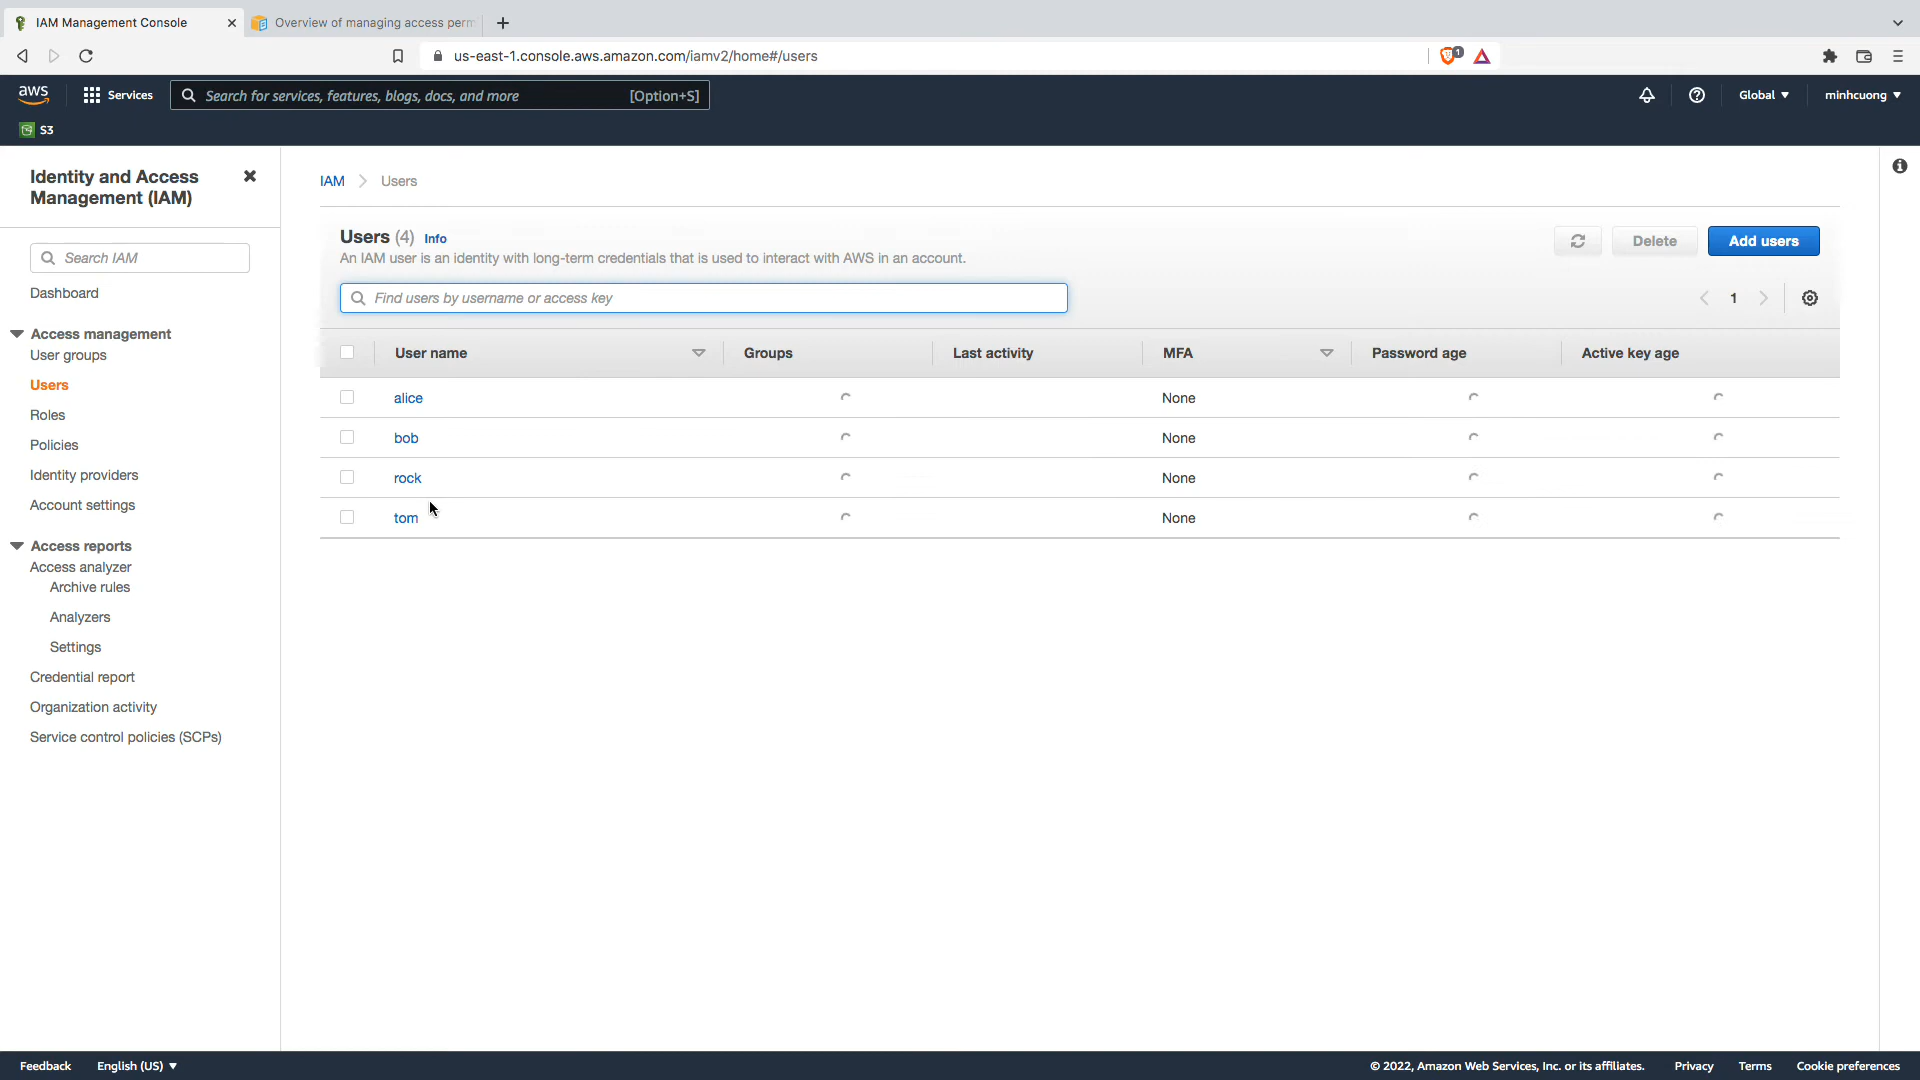 IAM Management Console
Overview of managing access perm
us-east-1.console.aws.amazon.com/iamv2/home#/users
1
aws
Services
Search for services, features, blogs, docs, and more
[Option+S]
Global
minhcuong
S3
Identity and Access
Management (IAM)
Search IAM
Dashboard
Access management
User groups
Users
Roles
Policies
Identity providers
Account settings
Access reports
Access analyzer
Archive rules
Analyzers
Settings
Credential report
Organization activity
Service control policies (SCPs)
IAM
Users
Users (4) Info
An IAM user is an identity with long-term credentials that is used to interact with AWS in an account.
Delete
Add users
Find users by username or access key
1
User name Groups Last activity MFA Password age Active key age
alice None
bob None
rock None
tom None
Feedback
English (US)
© 2022, Amazon Web Services, Inc. or its affiliates.
Privacy
Terms
Cookie preferences